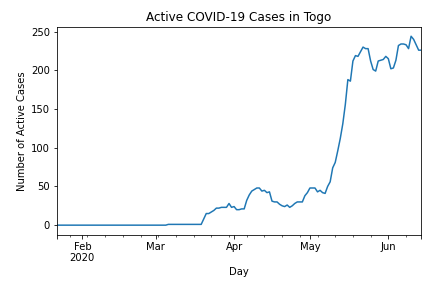 Active COVID-19 Cases in Togo
250
200
150
100
50
0
Number of Active Cases
Feb Mar Apr May Jun
2020
Day